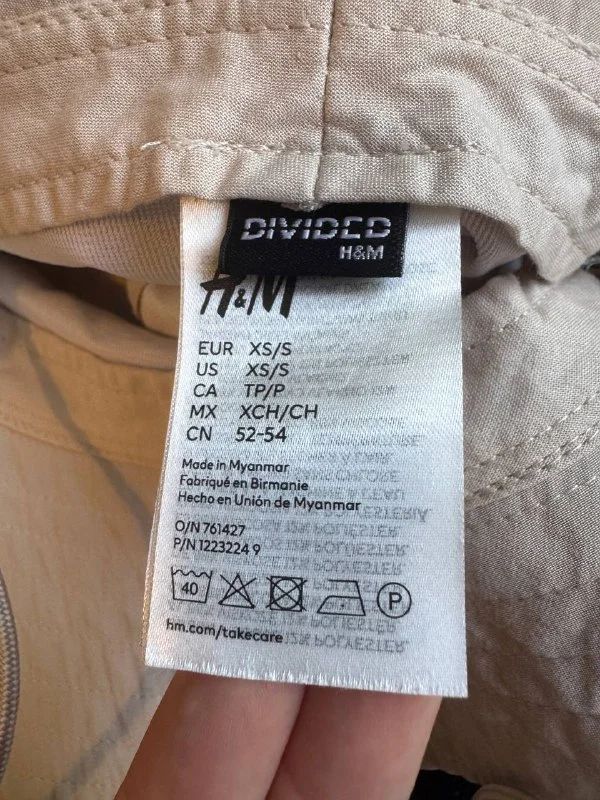 DIVIDED
H&M
H&M
EUR XS/S
US XS/S
CA TP/P
MX XCH/CH
CN 52-54
Made in Myanmar
Fabriqué en Birmanie
Hecho en Unión de Myanmar
O/N 761427
P/N 1223224 9
40 P
hm.com/takecare